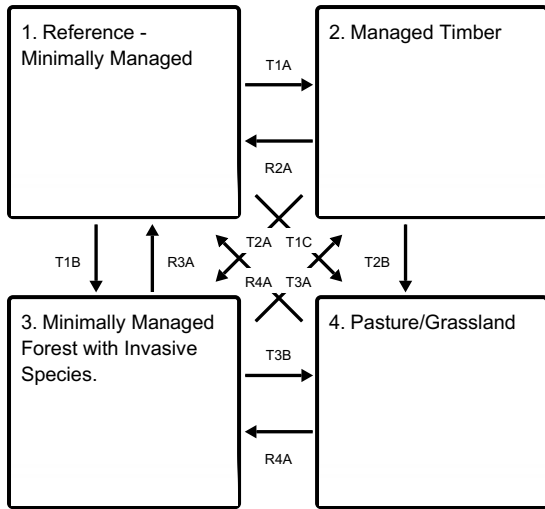 1. Reference -
Minimally Managed
2. Managed Timber
T1A
R2A
T2A T1C
T1B
R3A
T2B
R4A T3A
3. Minimally Managed
Forest with Invasive
Species.
4. Pasture/Grassland
T3B
R4A